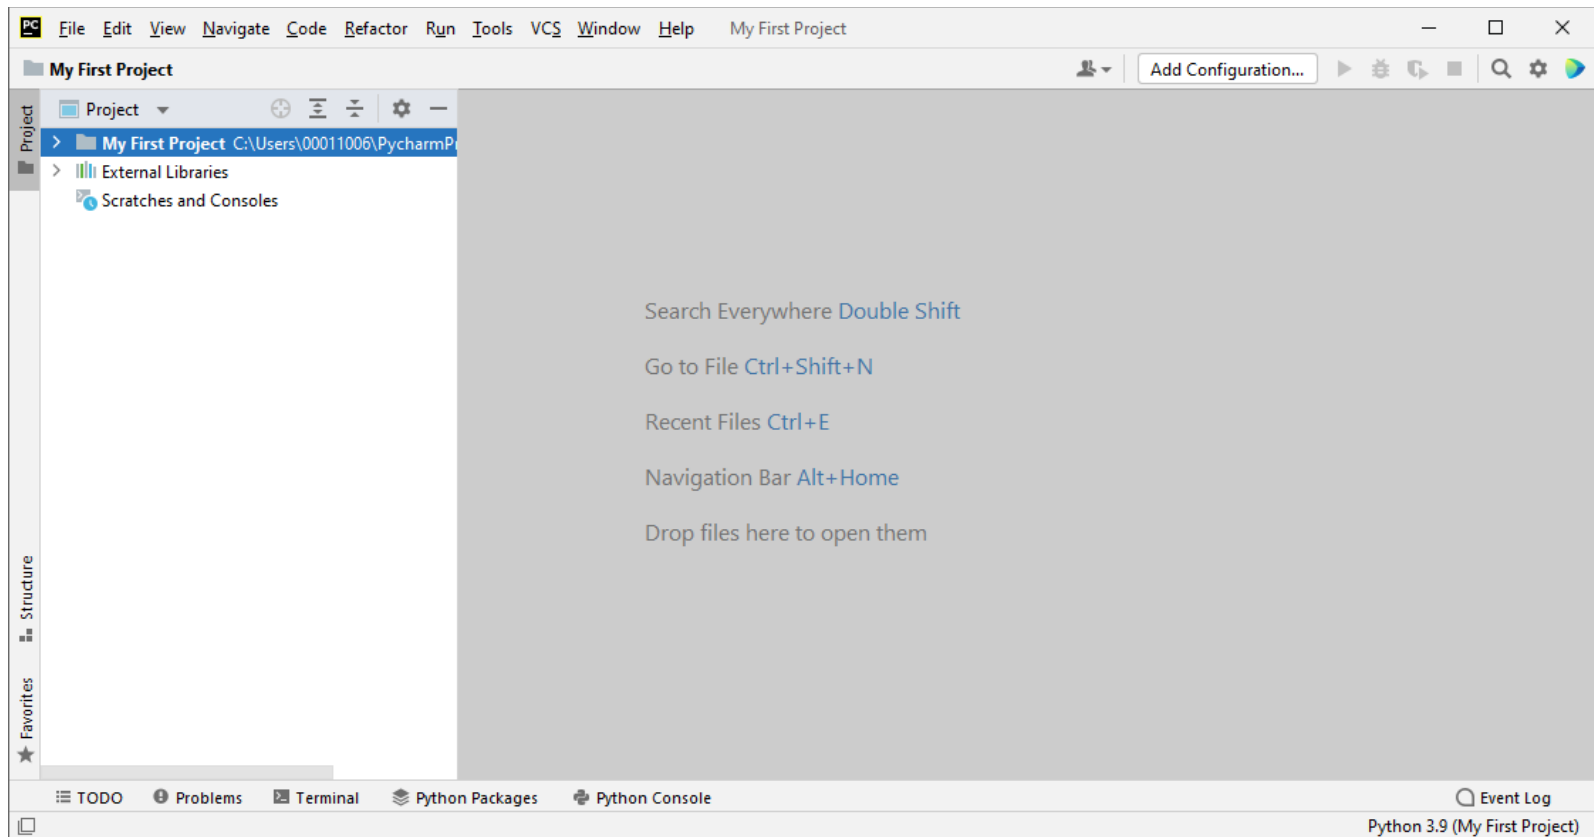 PC File Edit View Navigate Code Refactor Run Tools VCS Window Help My First Project
My First Project Add Configuration...
Project
Project
My First Project C:\Users\00011006\PycharmPr
External Libraries
Scratches and Consoles
Search Everywhere Double Shift
Go to File Ctrl+Shift+N
Recent Files Ctrl+E
Navigation Bar Alt+Home
Drop files here to open them
Structure
Favorites
TODO Problems Terminal Python Packages Python Console Event Log
Python 3.9 (My First Project)